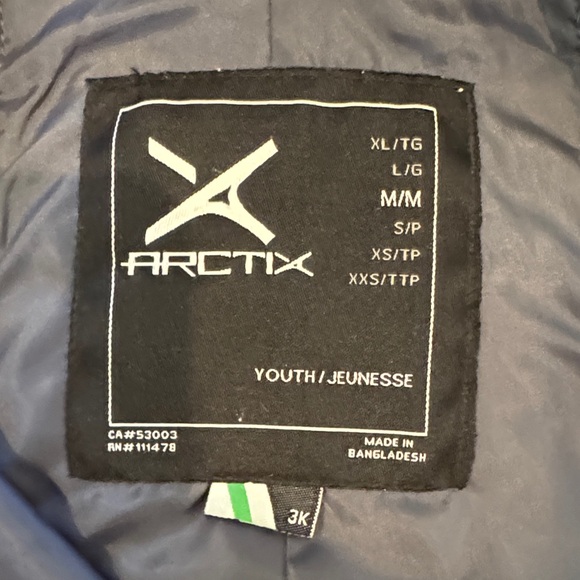 ARCTIX
XL/TG
L/G
M/M
S/P
XS/TP
XXS/TTP
YOUTH/JEUNESSE
CA#53003
RN#111478
MADE IN
BANGLADESH
3K